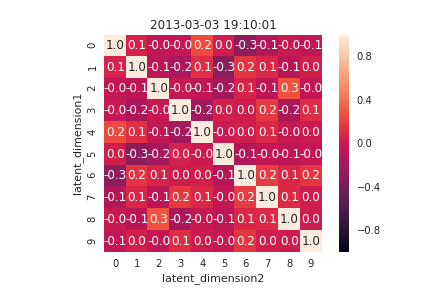 2013-03-03 19:10:01
0 1.0 0.1 -0.0 -0.0 0.2 0.0 -0.3 -0.1 -0.0 -0.1
1 0.1 1.0 -0.1 -0.2 0.1 -0.3 0.2 0.1 -0.1 0.0
2 -0.0 -0.1 1.0 -0.0 -0.1 -0.2 0.1 -0.1 0.3 -0.0
3 -0.0 -0.2 -0.0 1.0 -0.2 0.0 0.0 0.2 -0.2 0.1
4 0.2 0.1 -0.1 -0.2 1.0 -0.0 0.0 0.1 -0.0 0.0
5 0.0 -0.3 -0.2 0.0 -0.0 1.0 -0.1 -0.0 -0.1 -0.0
6 -0.3 0.2 0.1 0.0 0.0 -0.1 1.0 0.2 0.1 0.2
7 -0.1 0.1 -0.1 0.2 0.1 -0.0 0.2 1.0 0.1 0.0
8 -0.0 -0.1 0.3 -0.2 -0.0 -0.1 0.1 0.1 1.0 0.0
9 -0.1 0.0 -0.0 0.1 0.0 -0.0 0.2 0.0 0.0 1.0
0 1 2 3 4 5 6 7 8 9
latent_dimension2
latent_dimension1
0.8
0.4
0.0
−0.4
−0.8